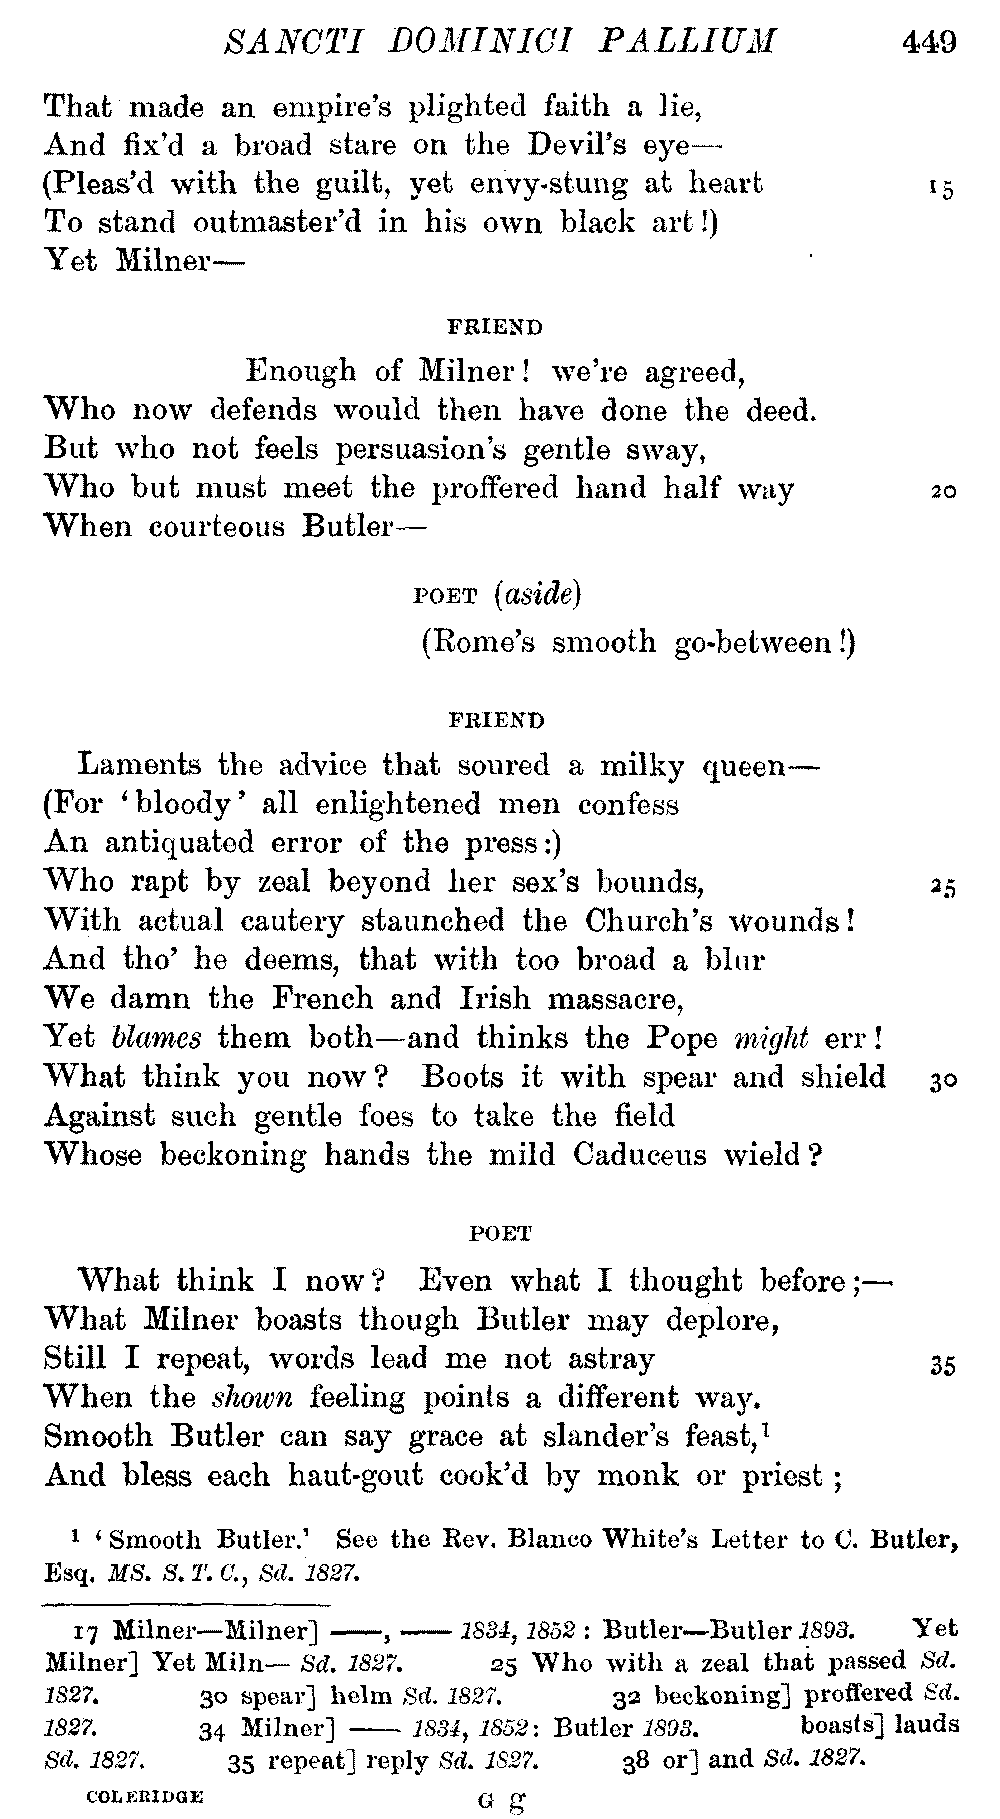 SANCTI DOMINICI PALLIUM 449
That made an empire's plighted faith a lie,
And fix'd a broad stare on the Devil's eye—
(Pleas'd with the guilt, yet envy-stung at heart 15
To stand outmaster'd in his own black art!)
Yet Milner—
FRIEND
Enough of Milner! we're agreed,
Who now defends would then have done the deed.
But who not feels persuasion's gentle sway,
Who but must meet the proffered hand half way 20
When courteous Butler—
POET (aside)
(Rome's smooth go-between!)
FRIEND
Laments the advice that soured a milky queen—
(For 'bloody' all enlightened men confess
An antiquated error of the press:)
Who rapt by zeal beyond her sex's bounds, 25
With actual cautery staunched the Church's wounds!
And tho' he deems, that with too broad a blur
We damn the French and Irish massacre,
Yet blames them both—and thinks the Pope might err!
What think you now? Boots it with spear and shield 30
Against such gentle foes to take the field
Whose beckoning hands the mild Caduceus wield?
POET
What think I now? Even what I thought before;—
What Milner boasts though Butler may deplore,
Still I repeat, words lead me not astray 35
When the shown feeling points a different way.
Smooth Butler can say grace at slander's feast,¹
And bless each haut-gout cook'd by monk or priest;
¹ 'Smooth Butler.' See the Rev. Blanco White's Letter to C. Butler,
Esq. MS. S. T. C., Sd. 1827.
17 Milner—Milner] ——, —— 1834, 1852: Butler—Butler 1893. Yet
Milner] Yet Miln— Sd. 1827. 25 Who with a zeal that passed Sd.
1827. 30 spear] helm Sd. 1827. 32 beckoning] proffered Sd.
1827. 34 Milner] —— 1834, 1852: Butler 1893. boasts] lauds
Sd. 1827. 35 repeat] reply Sd. 1827. 38 or] and Sd. 1827.
COLERIDGE G g